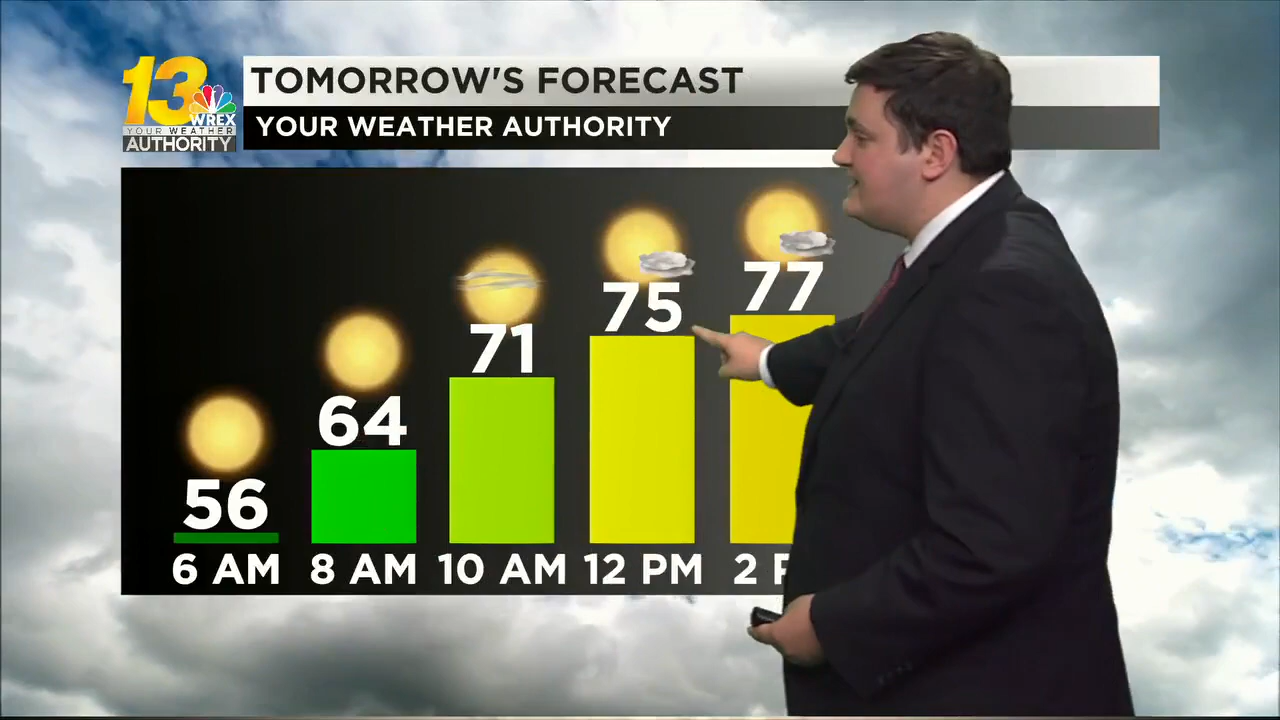 13
WREX
YOUR WEATHER
AUTHORITY
TOMORROW'S FORECAST
YOUR WEATHER AUTHORITY
77
75
71
64
56
6 AM 8 AM 10 AM 12 PM 2